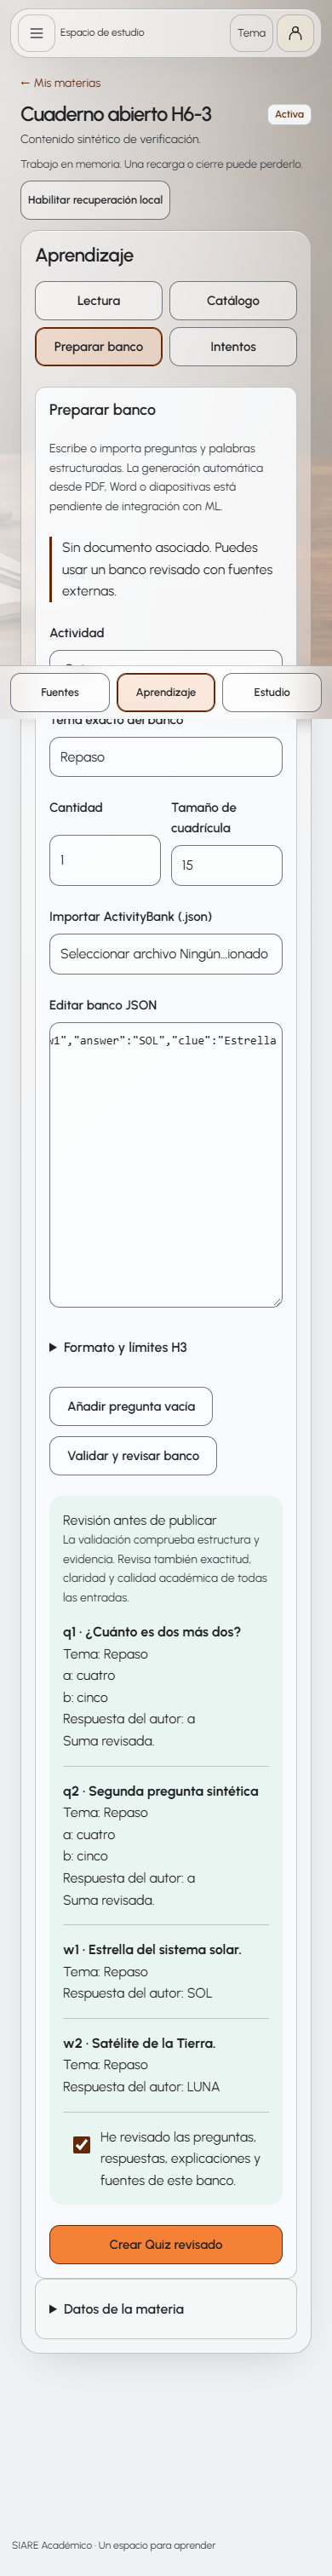 Espacio de estudio
Tema
← Mis materias
Cuaderno abierto H6-3
Activa
Contenido sintético de verificación.
Trabajo en memoria. Una recarga o cierre puede perderlo.
Habilitar recuperación local
Aprendizaje
Lectura
Catálogo
Preparar banco
Intentos
Preparar banco
Escribe o importa preguntas y palabras
estructuradas. La generación automática
desde PDF, Word o diapositivas está
pendiente de integración con ML.
Sin documento asociado. Puedes
usar un banco revisado con fuentes
externas.
Actividad
Fuentes
Aprendizaje
Estudio
Tema exacto del banco
Repaso
Cantidad
Tamaño de
cuadrícula
1
15
Importar ActivityBank (.json)
Seleccionar archivo Ningún...ionado
Editar banco JSON
w1","answer":"SOL","clue":"Estrella
Formato y límites H3
Añadir pregunta vacía
Validar y revisar banco
Revisión antes de publicar
La validación comprueba estructura y
evidencia. Revisa también exactitud,
claridad y calidad académica de todas
las entradas.
q1 · ¿Cuánto es dos más dos?
Tema: Repaso
a: cuatro
b: cinco
Respuesta del autor: a
Suma revisada.
q2 · Segunda pregunta sintética
Tema: Repaso
a: cuatro
b: cinco
Respuesta del autor: a
Suma revisada.
w1 · Estrella del sistema solar.
Tema: Repaso
Respuesta del autor: SOL
w2 · Satélite de la Tierra.
Tema: Repaso
Respuesta del autor: LUNA
He revisado las preguntas,
respuestas, explicaciones y
fuentes de este banco.
Crear Quiz revisado
Datos de la materia
SIARE Académico · Un espacio para aprender